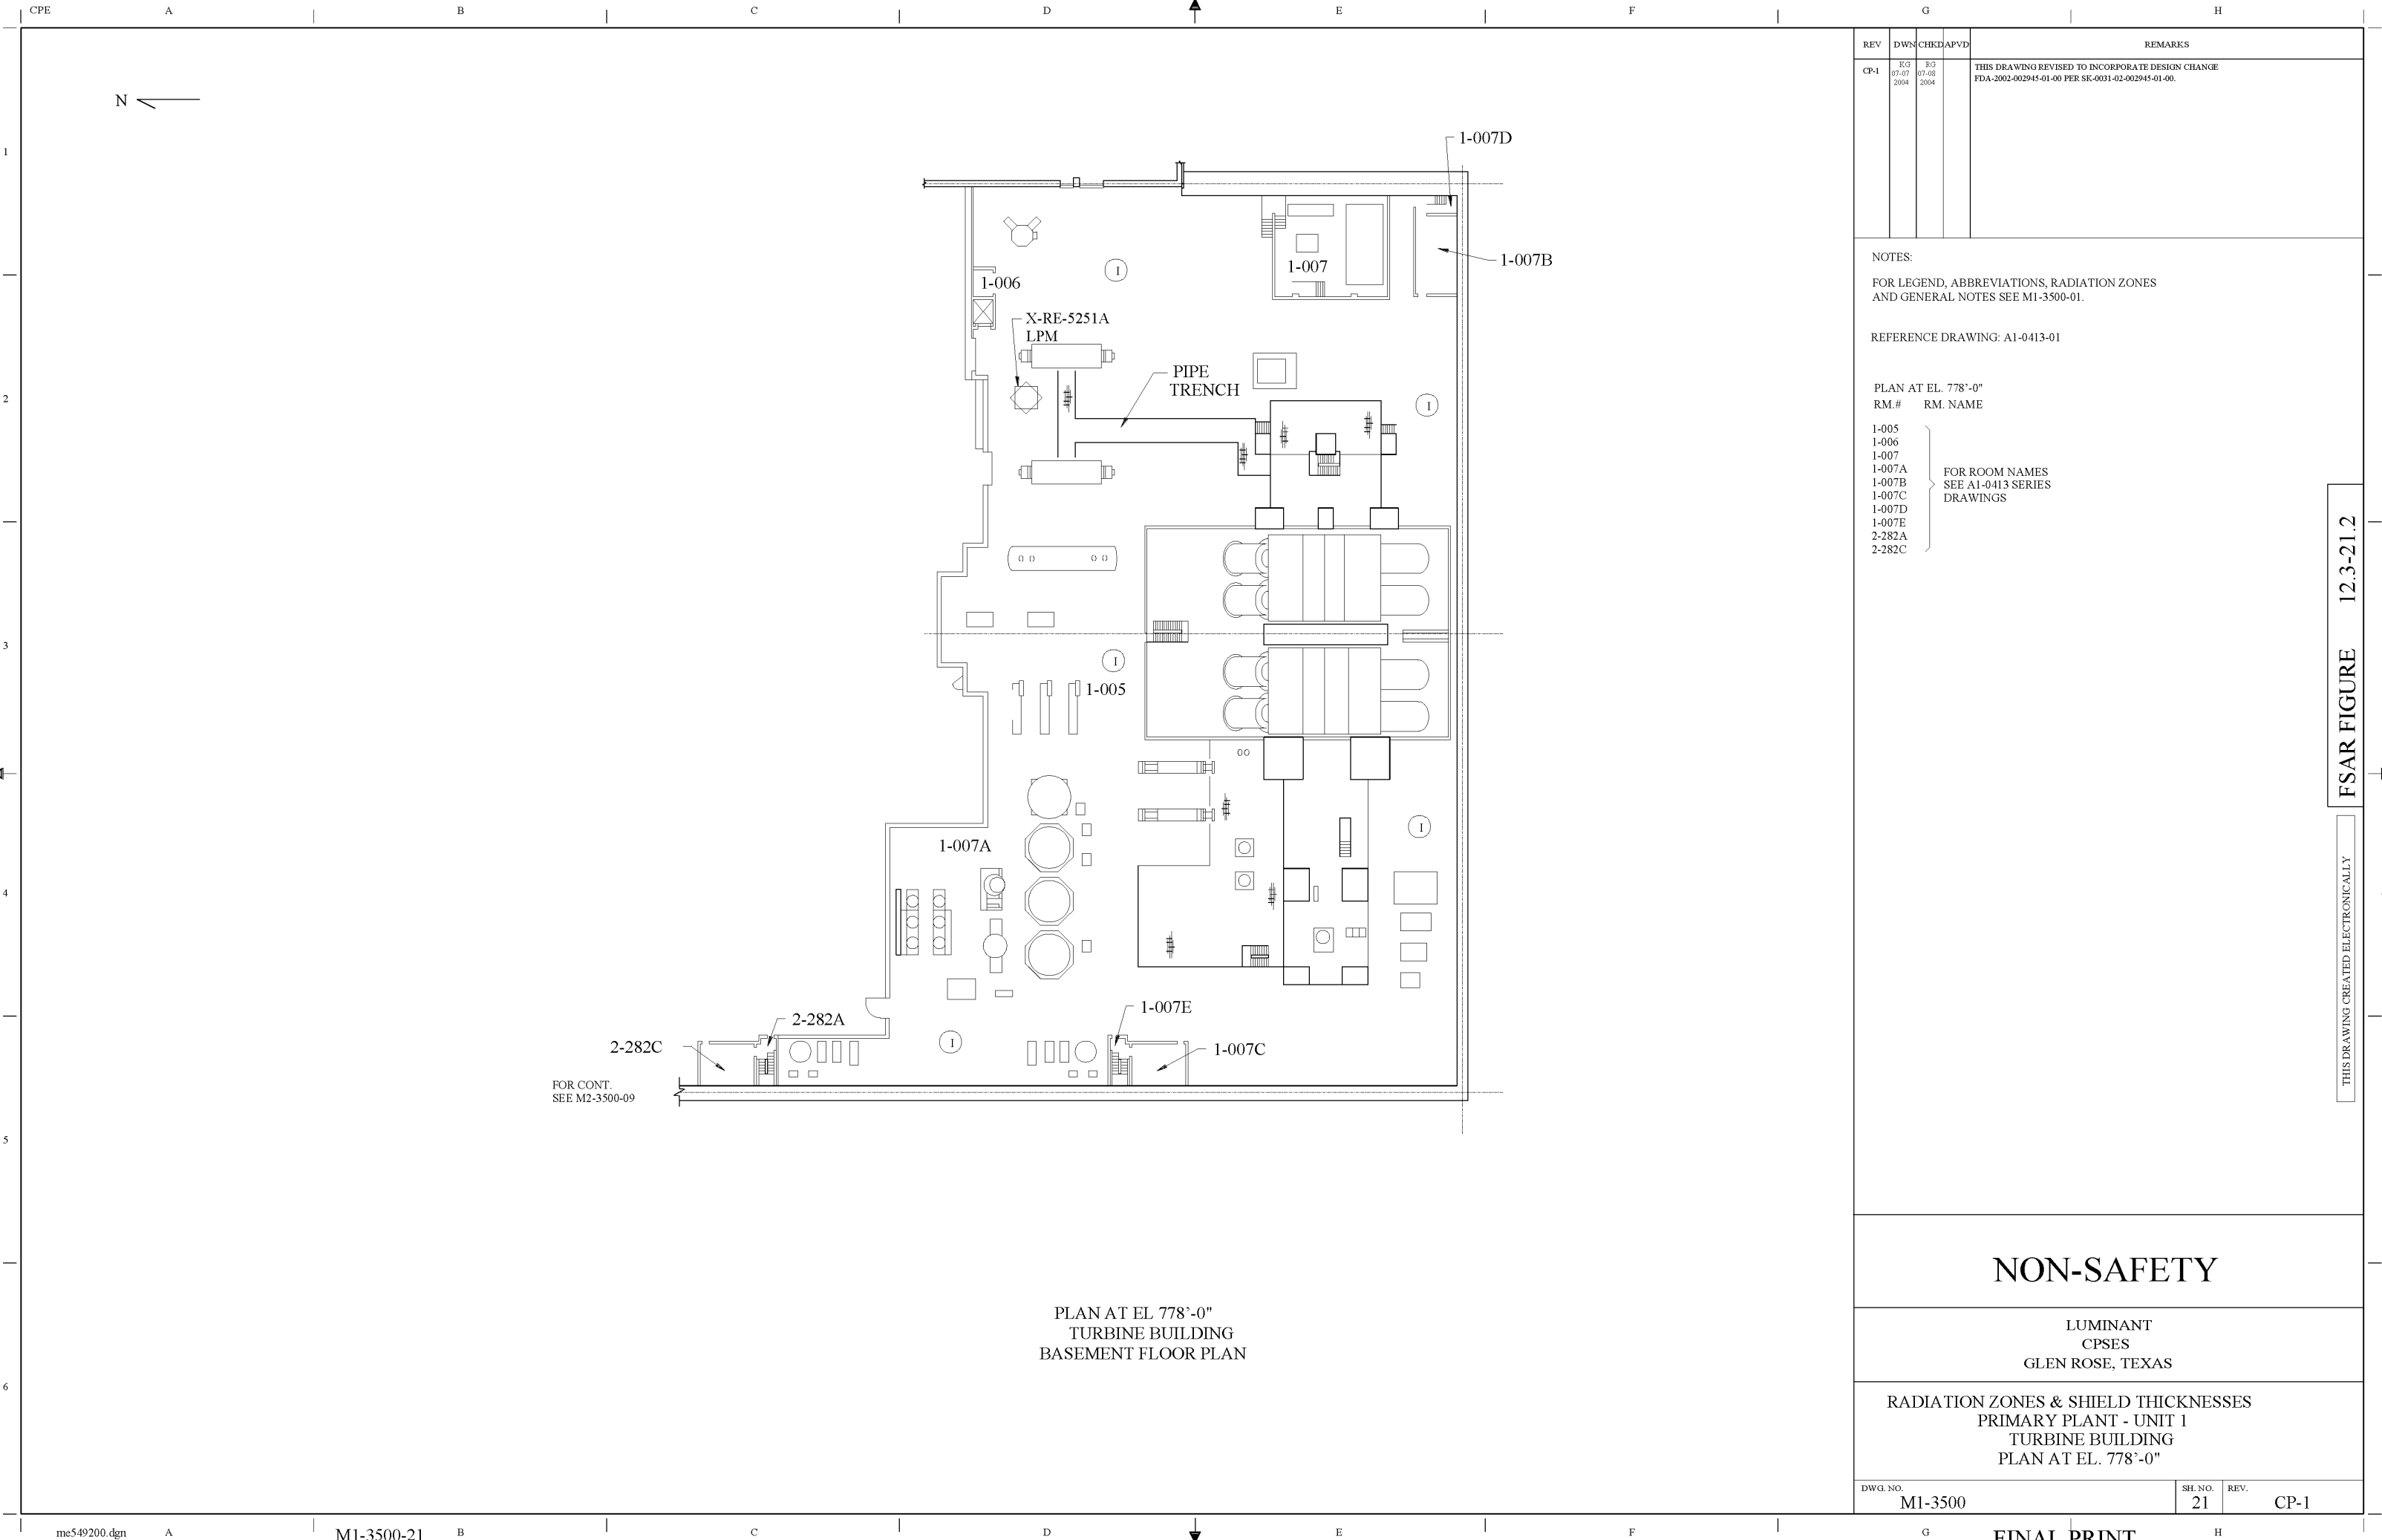 CPE A B C D E F G H
REV DWN CHKD APVD REMARKS
CP-1 KG 07-07 2004 RG 07-08 2004 THIS DRAWING REVISED TO INCORPORATE DESIGN CHANGE
FDA-2002-002945-01-00 PER SK-0031-02-002945-01-00.
N
1
1-007D
1-007B
1-007
I
1-006
X-RE-5251A
LPM
PIPE
TRENCH
I
2
3
I
1-005
1-007A
I
4
1-007E
2-282A
I
2-282C
1-007C
FOR CONT.
SEE M2-3500-09
5
PLAN AT EL 778'-0"
TURBINE BUILDING
BASEMENT FLOOR PLAN
6
NOTES:
FOR LEGEND, ABBREVIATIONS, RADIATION ZONES
AND GENERAL NOTES SEE M1-3500-01.
REFERENCE DRAWING: A1-0413-01
PLAN AT EL. 778'-0"
RM.# RM. NAME
1-005
1-006
1-007
1-007A
1-007B
1-007C
1-007D
1-007E
2-282A
2-282C
FOR ROOM NAMES
SEE A1-0413 SERIES
DRAWINGS
FSAR FIGURE 12.3-21.2
THIS DRAWING CREATED ELECTRONICALLY
NON-SAFETY
LUMINANT
CPSES
GLEN ROSE, TEXAS
RADIATION ZONES & SHIELD THICKNESSES
PRIMARY PLANT - UNIT 1
TURBINE BUILDING
PLAN AT EL. 778'-0"
DWG. NO. SH. NO. REV.
M1-3500 21 CP-1
me549200.dgn A M1-3500-21 B C D E F G FINAL PRINT H